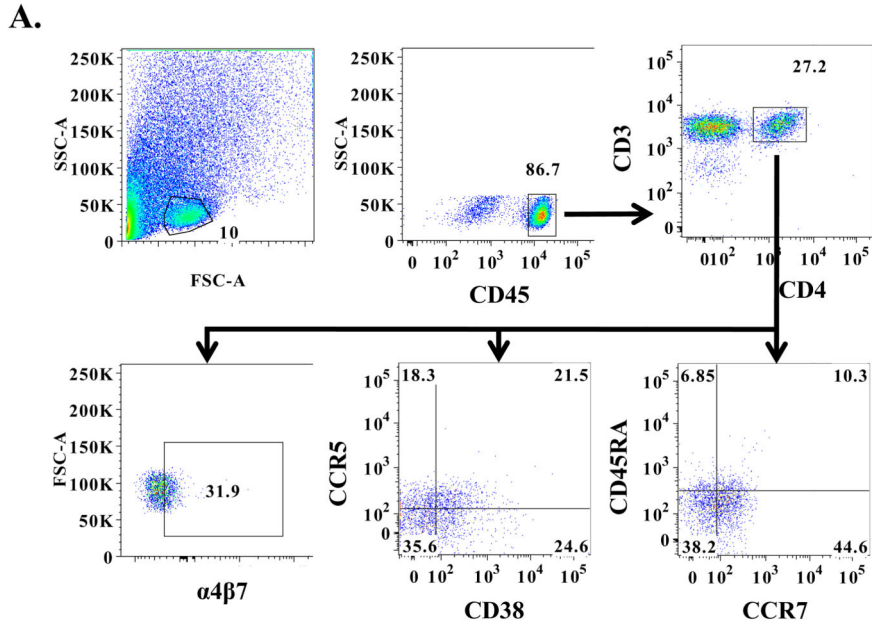 A.
250K
200K
150K
100K
50K
0
SSC-A
10
FSC-A
250K
200K
150K
100K
50K
0
SSC-A
86.7
0 10² 10³ 10⁴ 10⁵
CD45
10⁵
10⁴
10³
10²
0
CD3
27.2
010² 10³ 10⁴ 10⁵
CD4
250K
200K
150K
100K
50K
0
FSC-A
31.9
α4β7
10⁵
10⁴
10³
10²
0
CCR5
18.3 21.5
35.6 24.6
0 10² 10³ 10⁴ 10⁵
CD38
10⁵
10⁴
10³
10²
0
CD45RA
6.85 10.3
38.2 44.6
0 10² 10³ 10⁴ 10⁵
CCR7